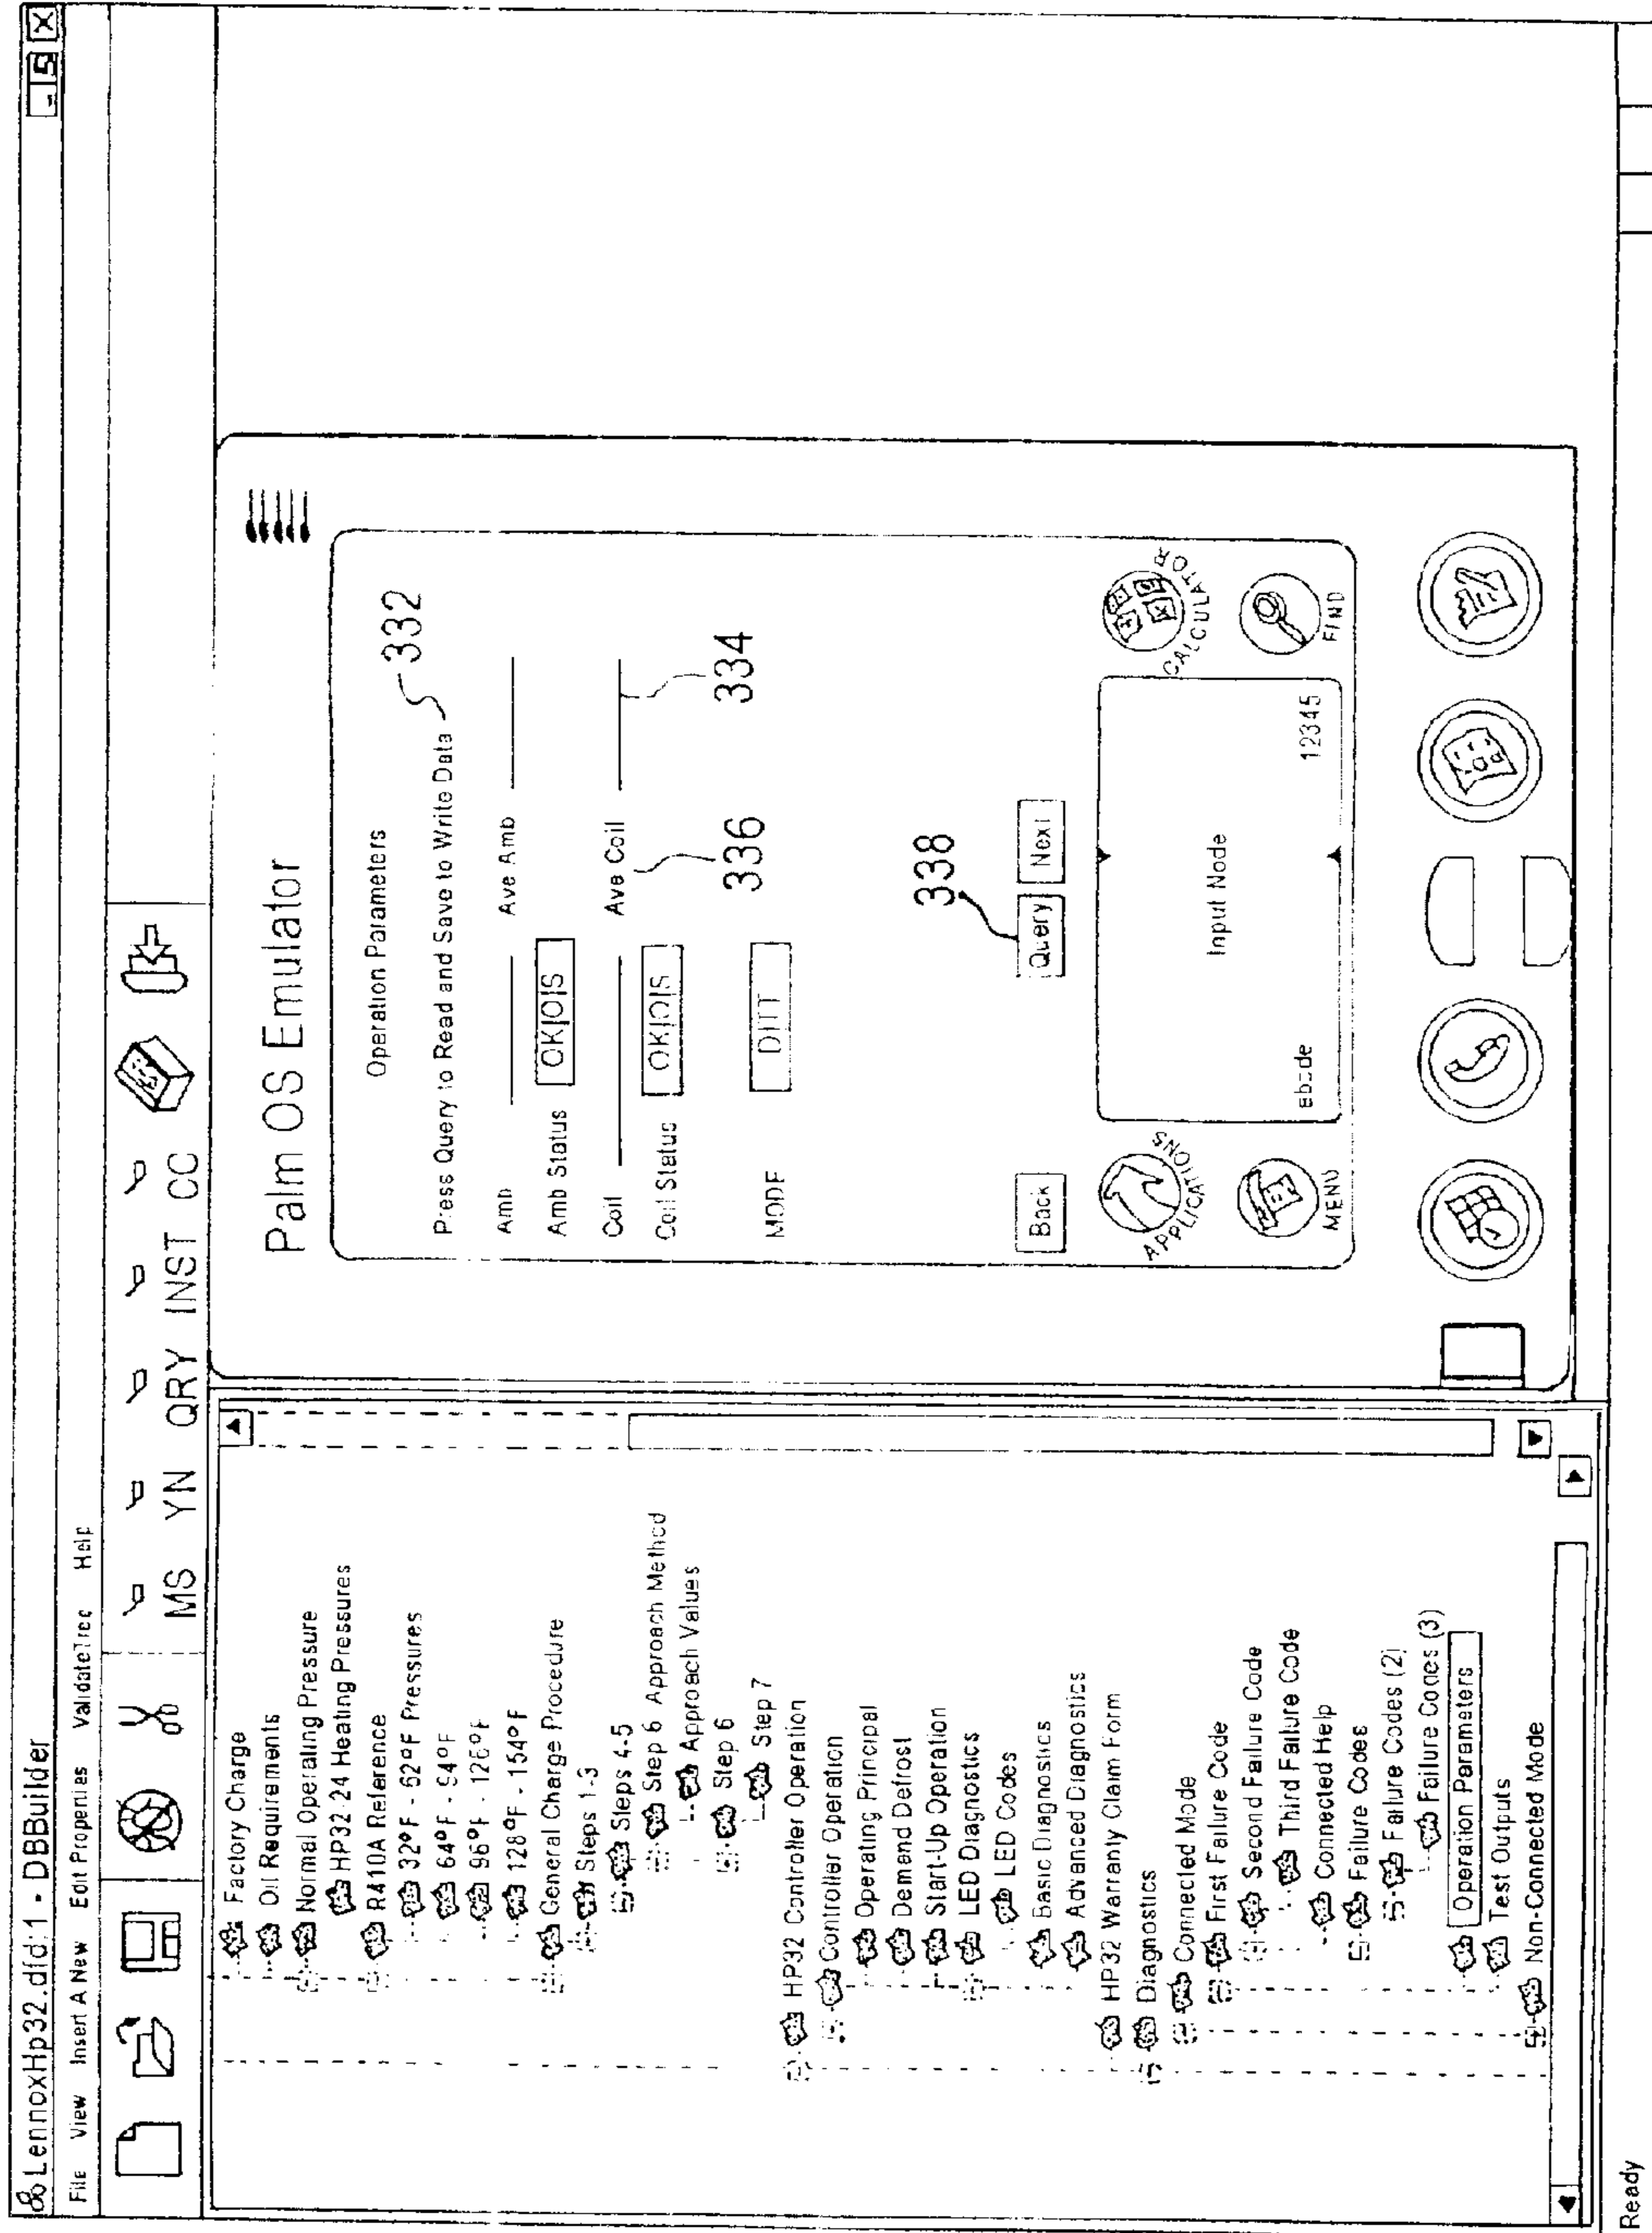 LennoxHp32.dfd:1 - DBBuilder
File View Insert A New Edit Properties ValidateTree Help
MS YN QRY INST CC
Factory Charge
Oil Requirements
Normal Operating Pressure
HP32-24 Heating Pressures
R410A Reference
32°F - 62°F Pressures
64°F - 94°F
96°F - 126°F
128°F - 154°F
General Charge Procedure
Steps 1-3
Steps 4-5
Step 6 Approach Method
Approach Values
Step 6
Step 7
HP32 Controller Operation
Controller Operation
Operating Principal
Demend Defrost
Start-Up Operation
LED Diagnostics
LED Codes
Basic Diagnostics
Advanced Diagnostics
HP32 Warranty Claim Form
Diagnostics
Connected Mode
First Failure Code
Second Failure Code
Third Failure Code
Connected Help
Failure Codes
Failure Codes (2)
Failure Codes (3)
Operation Parameters
Test Outputs
Non-Connected Mode
Palm OS Emulator
Operation Parameters
Press Query to Read and Save to Write Data
332
Amb Ave Amb
Amb Status OK|O|S
Coil Ave Coil
334
Coil Status OK|O|S
336
MODE
338
Back Query Next
APPLICATIONS
CALCULATOR
MENU
FIND
Input Node
12345
Ready